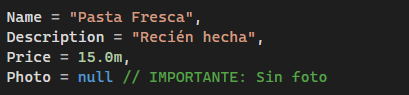 Name = "Pasta Fresca",
Description = "Recién hecha",
Price = 15.0m,
Photo = null // IMPORTANTE: Sin foto